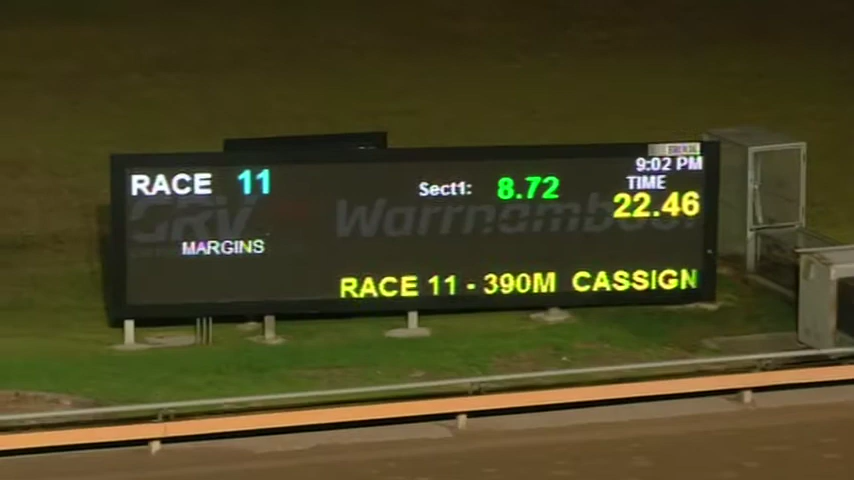 9:02 PM
RACE 11 Sect1: 8.72 TIME
22.46
GRV Warrnambool
MARGINS
RACE 11 - 390M CASSIGN